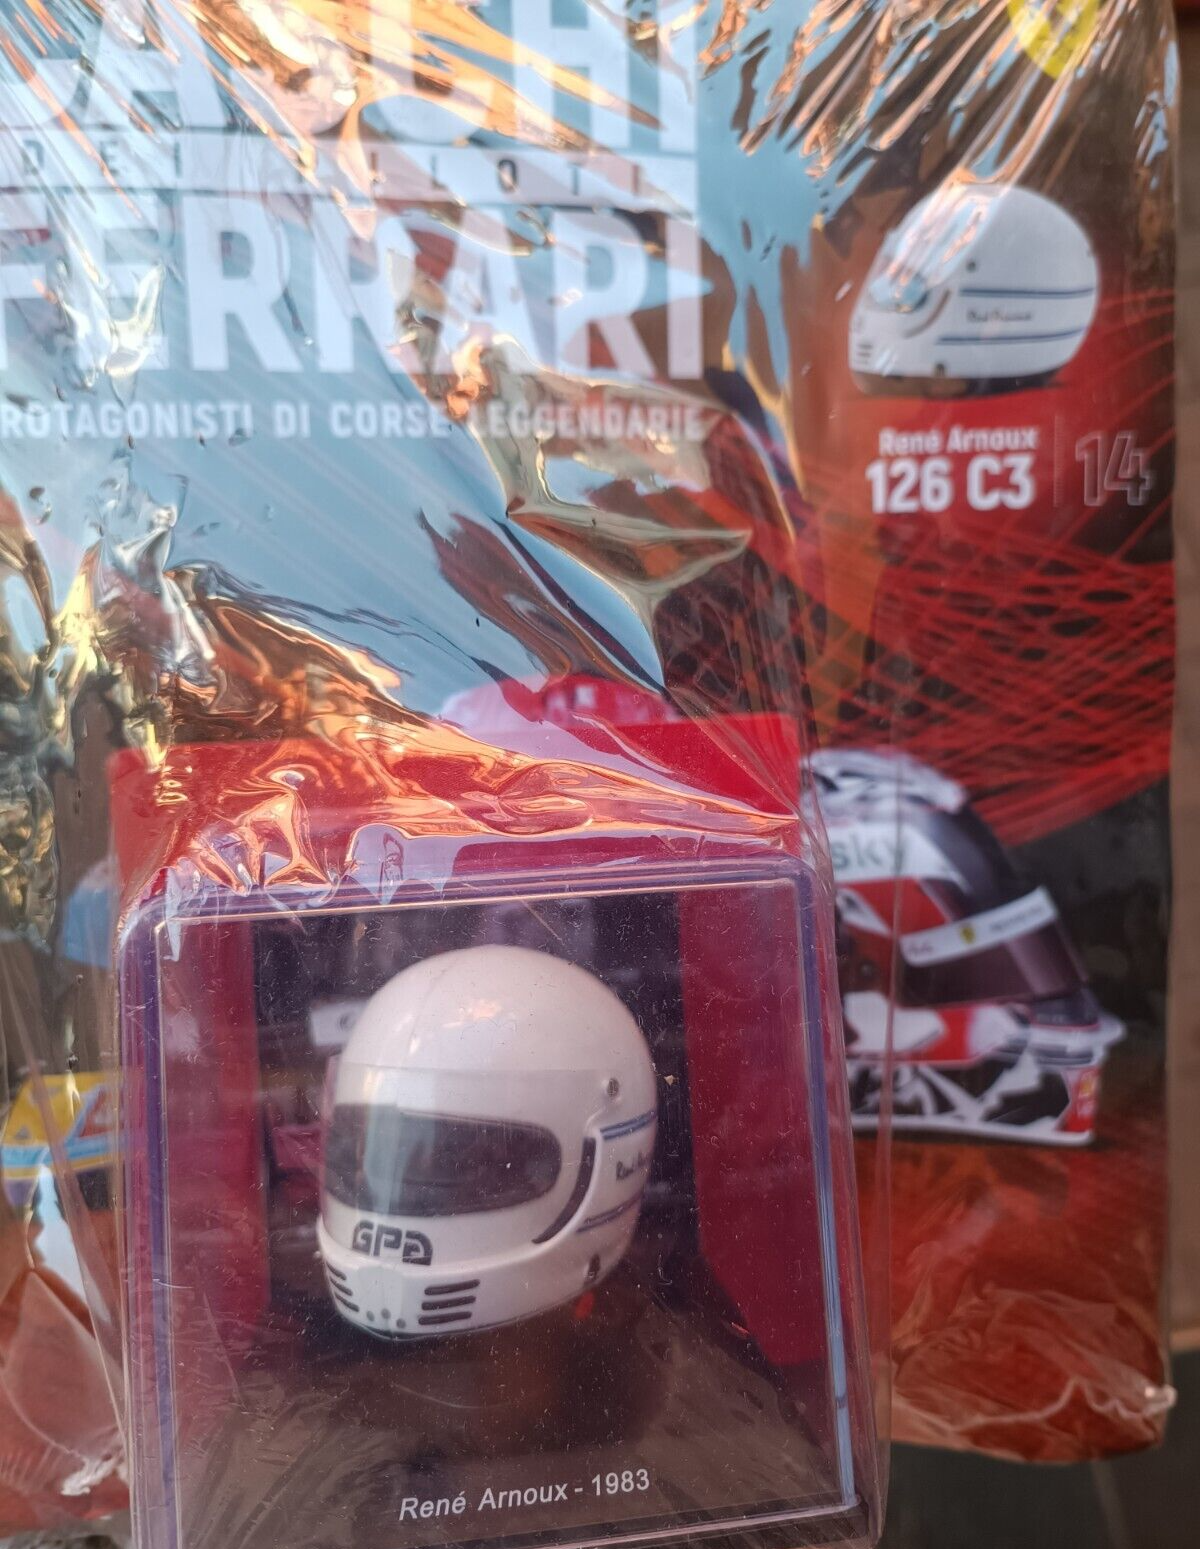 FERRARI
ROTAGONISTI DI CORSE LEGGENDARIE
René Arnoux
126 C3
14
sky
GPA
René Arnoux - 1983